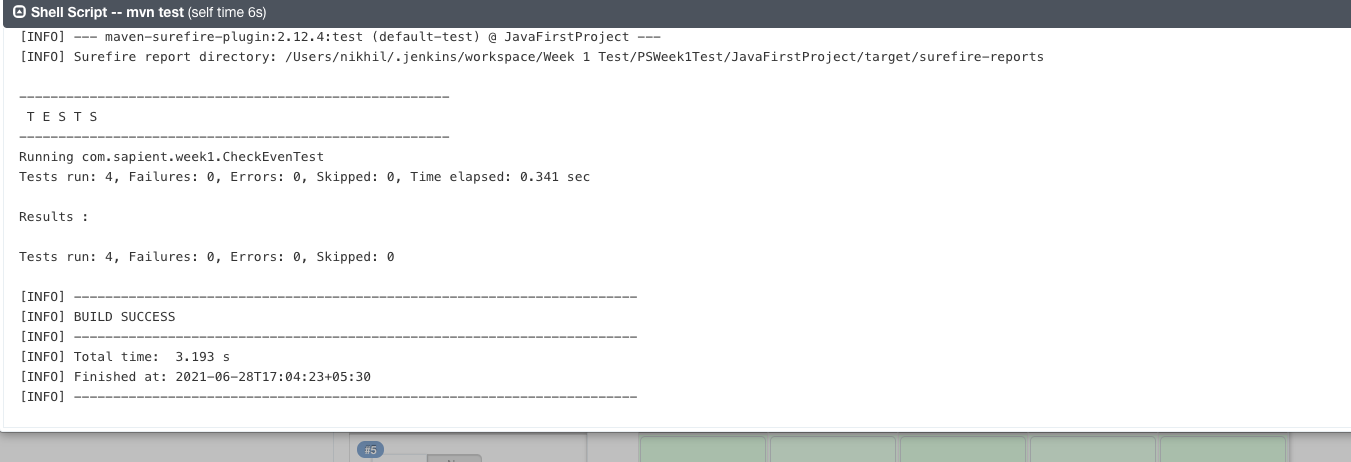 Shell Script -- mvn test (self time 6s)
[INFO] --- maven-surefire-plugin:2.12.4:test (default-test) @ JavaFirstProject ---
[INFO] Surefire report directory: /Users/nikhil/.jenkins/workspace/Week 1 Test/PSWeek1Test/JavaFirstProject/target/surefire-reports
-------------------------------------------------------
T E S T S
-------------------------------------------------------
Running com.sapient.week1.CheckEvenTest
Tests run: 4, Failures: 0, Errors: 0, Skipped: 0, Time elapsed: 0.341 sec
Results :
Tests run: 4, Failures: 0, Errors: 0, Skipped: 0
[INFO] ------------------------------------------------------------------------
[INFO] BUILD SUCCESS
[INFO] ------------------------------------------------------------------------
[INFO] Total time:  3.193 s
[INFO] Finished at: 2021-06-28T17:04:23+05:30
[INFO] ------------------------------------------------------------------------
#5